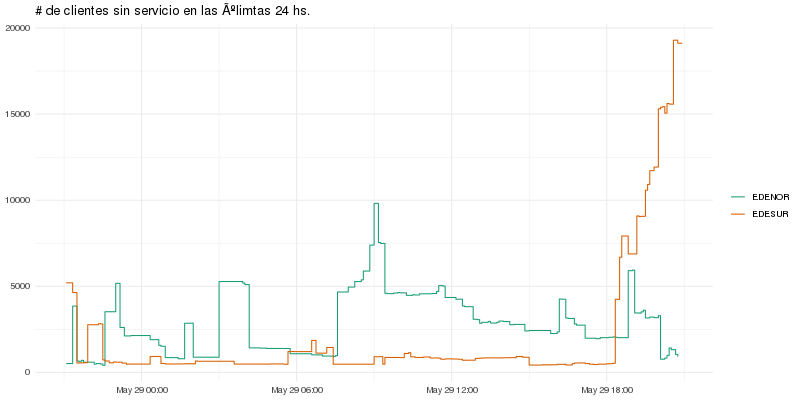 # de clientes sin servicio en las Ãºlimtas 24 hs.
20000
15000
10000
5000
0
May 29 00:00
May 29 06:00
May 29 12:00
May 29 18:00
EDENOR
EDESUR